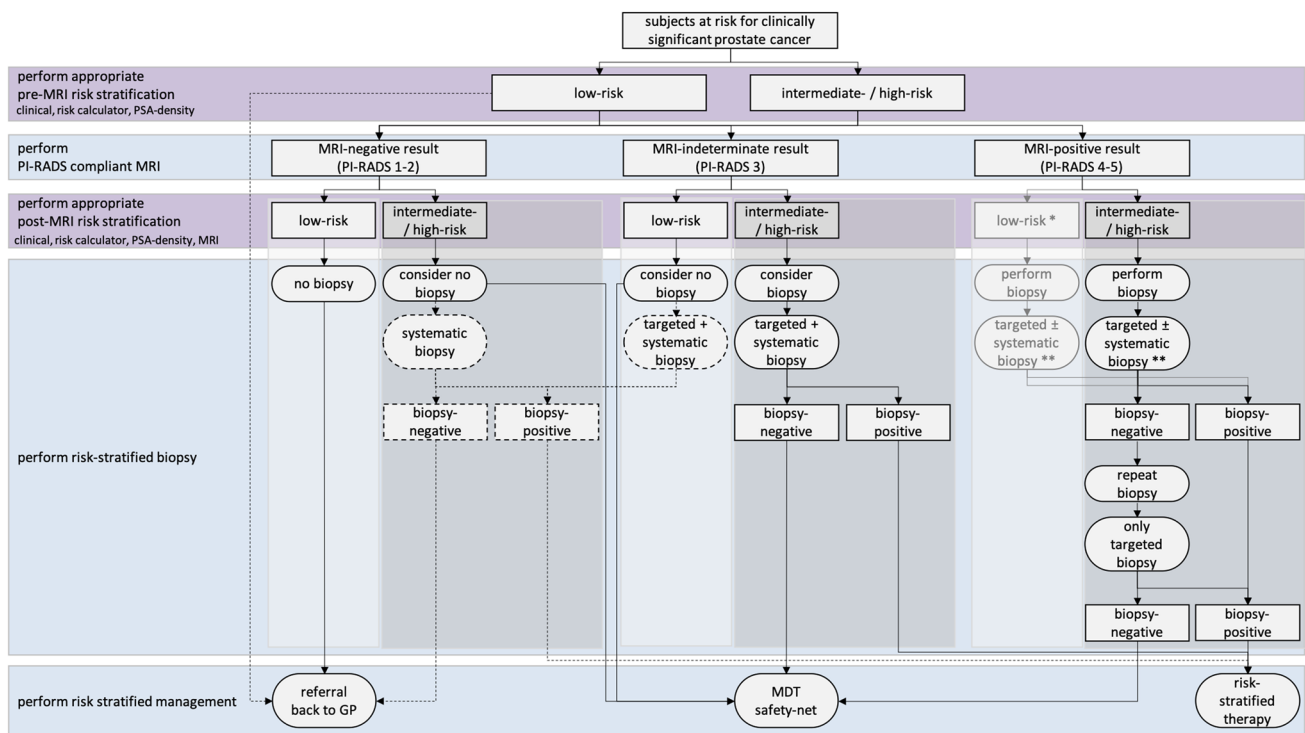 subjects at risk for clinically
significant prostate cancer
perform appropriate
pre-MRI risk stratification
clinical, risk calculator, PSA-density
low-risk
intermediate- / high-risk
perform
PI-RADS compliant MRI
MRI-negative result
(PI-RADS 1-2)
MRI-indeterminate result
(PI-RADS 3)
MRI-positive result
(PI-RADS 4-5)
perform appropriate
post-MRI risk stratification
clinical, risk calculator, PSA-density, MRI
low-risk
intermediate-
/ high-risk
low-risk
intermediate-
/ high-risk
low-risk *
intermediate-
/ high-risk
no biopsy
consider no
biopsy
consider no
biopsy
consider
biopsy
perform
biopsy
perform
biopsy
systematic
biopsy
targeted +
systematic
biopsy
targeted +
systematic
biopsy
targeted ±
systematic
biopsy **
targeted ±
systematic
biopsy **
biopsy-
negative
biopsy-
positive
biopsy-
negative
biopsy-
positive
biopsy-
negative
biopsy-
positive
perform risk-stratified biopsy
repeat
biopsy
only
targeted
biopsy
biopsy-
negative
biopsy-
positive
perform risk stratified management
referral
back to GP
MDT
safety-net
risk-
stratified
therapy